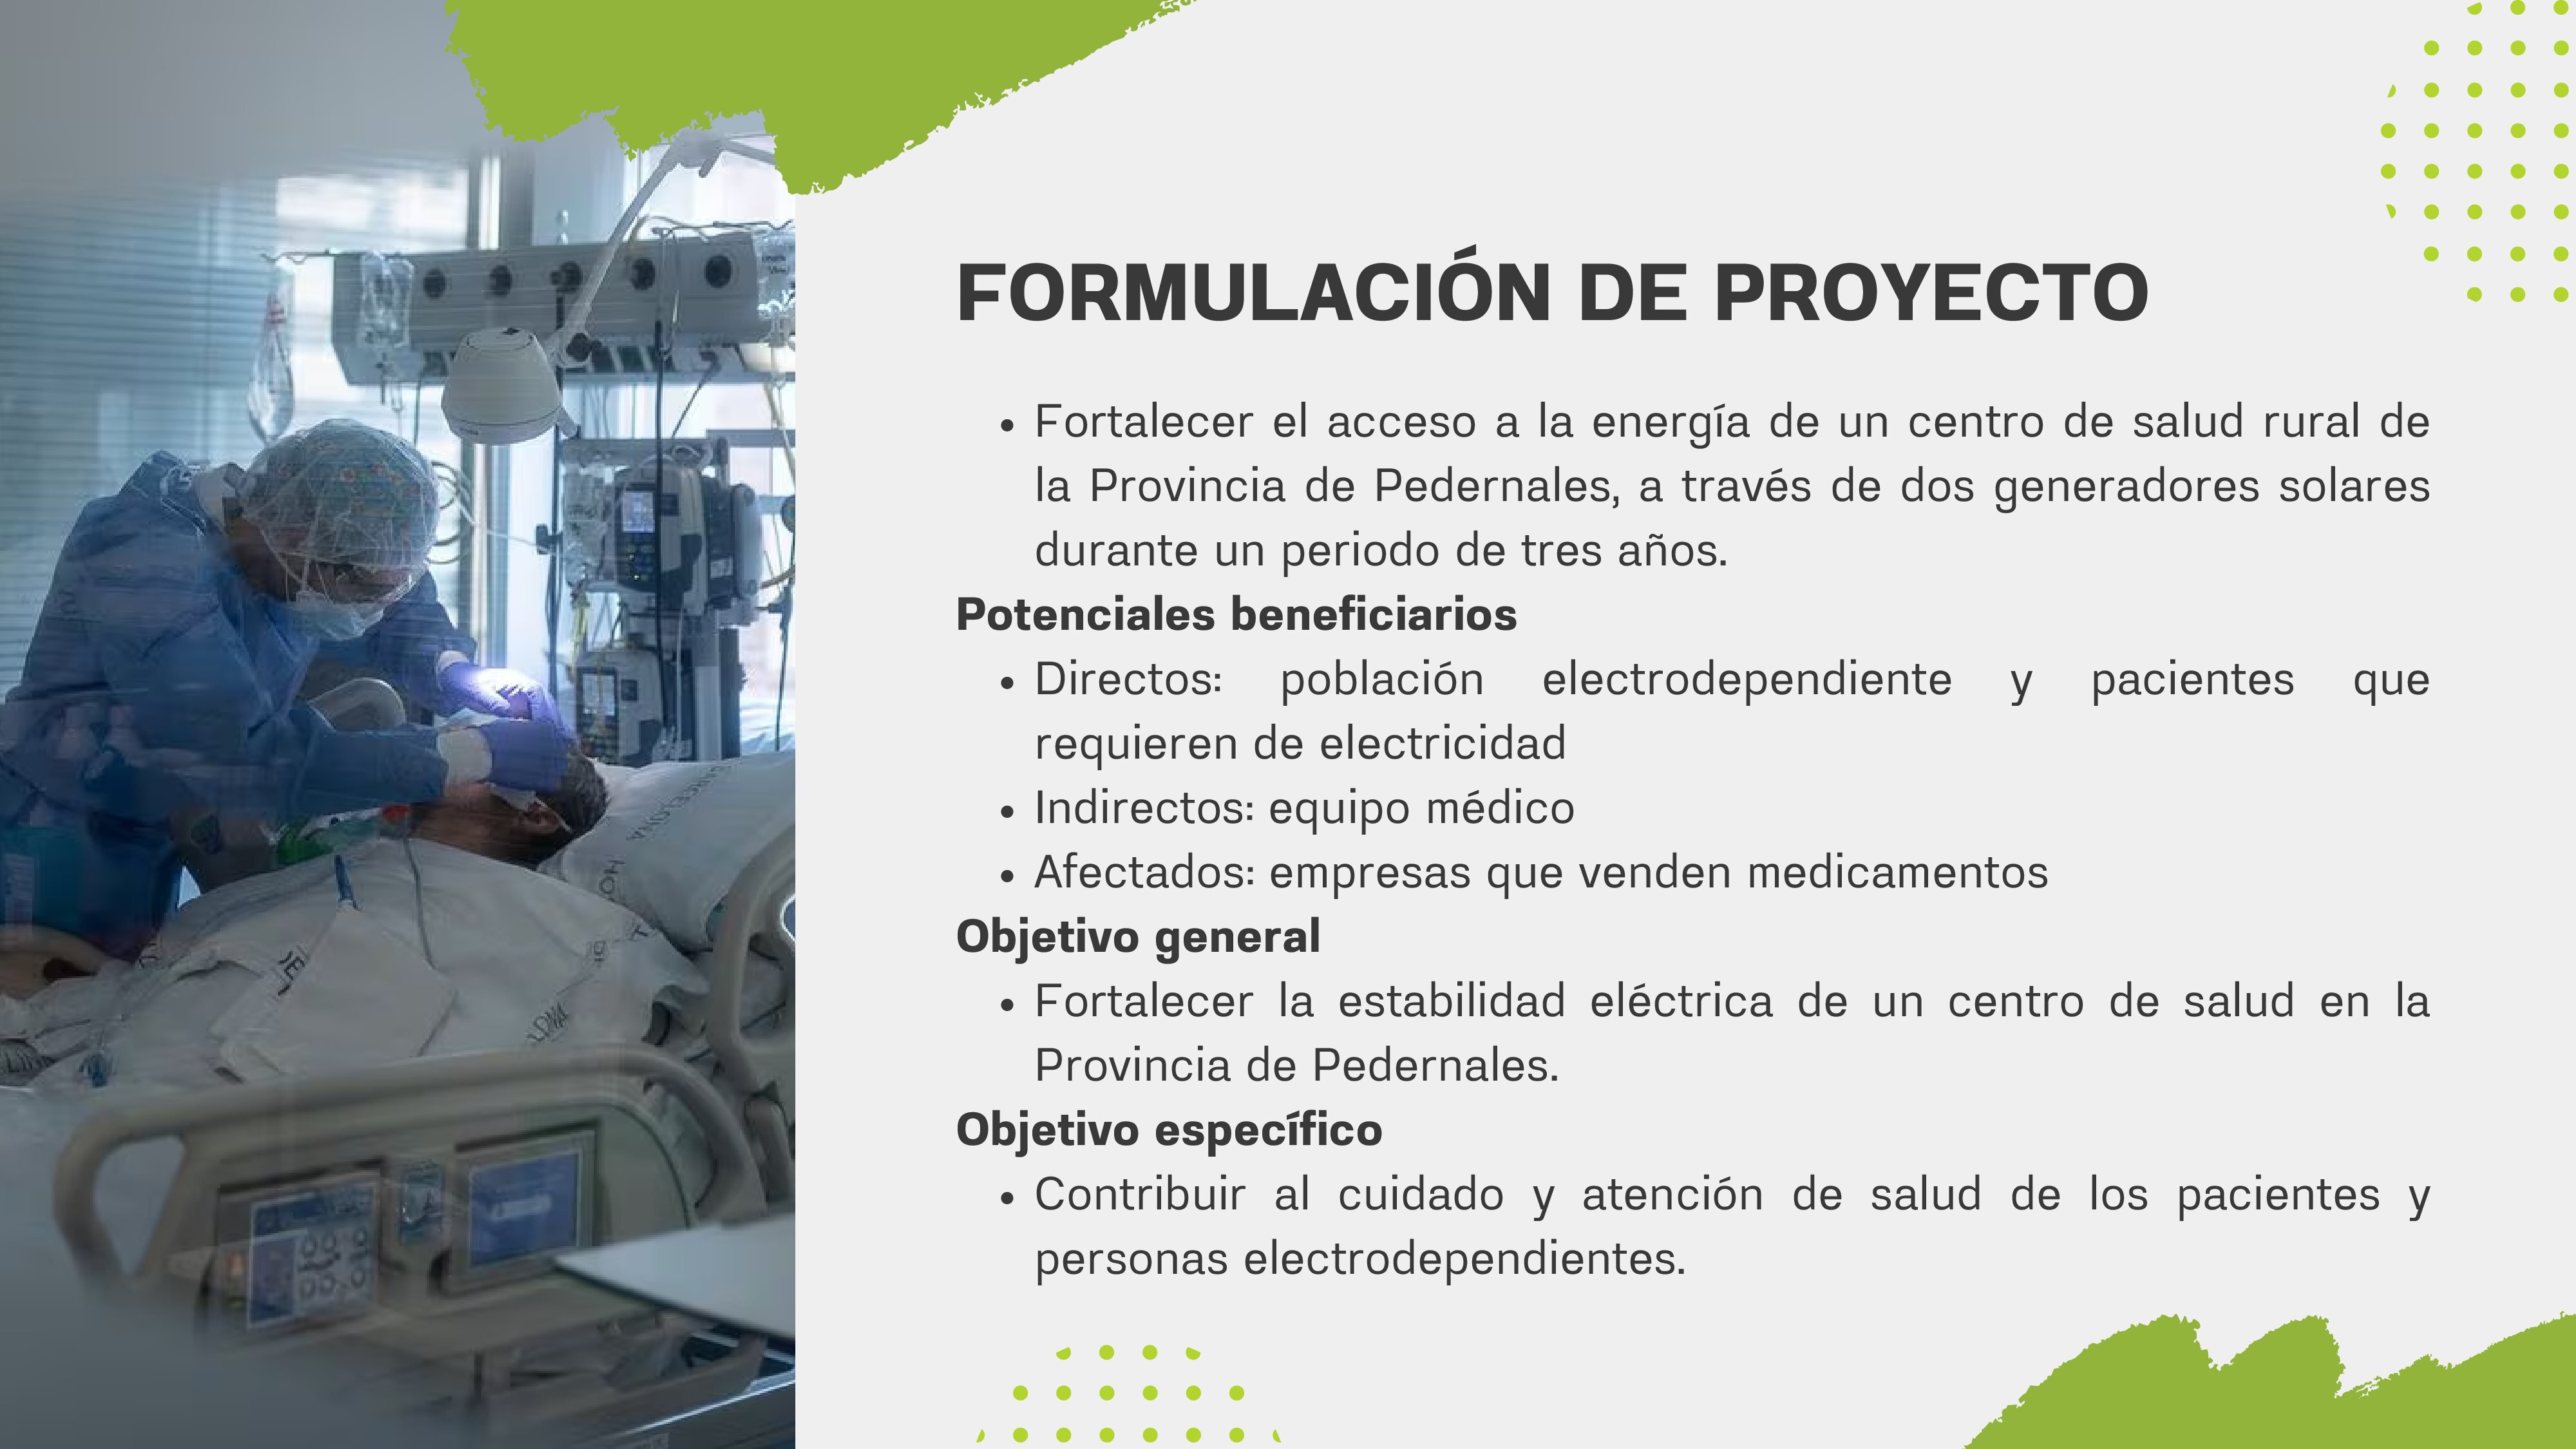 FORMULACIÓN DE PROYECTO
• Fortalecer el acceso a la energía de un centro de salud rural de
la Provincia de Pedernales, a través de dos generadores solares
durante un periodo de tres años.
Potenciales beneficiarios
• Directos: población electrodependiente y pacientes que
requieren de electricidad
• Indirectos: equipo médico
• Afectados: empresas que venden medicamentos
Objetivo general
• Fortalecer la estabilidad eléctrica de un centro de salud en la
Provincia de Pedernales.
Objetivo específico
• Contribuir al cuidado y atención de salud de los pacientes y
personas electrodependientes.